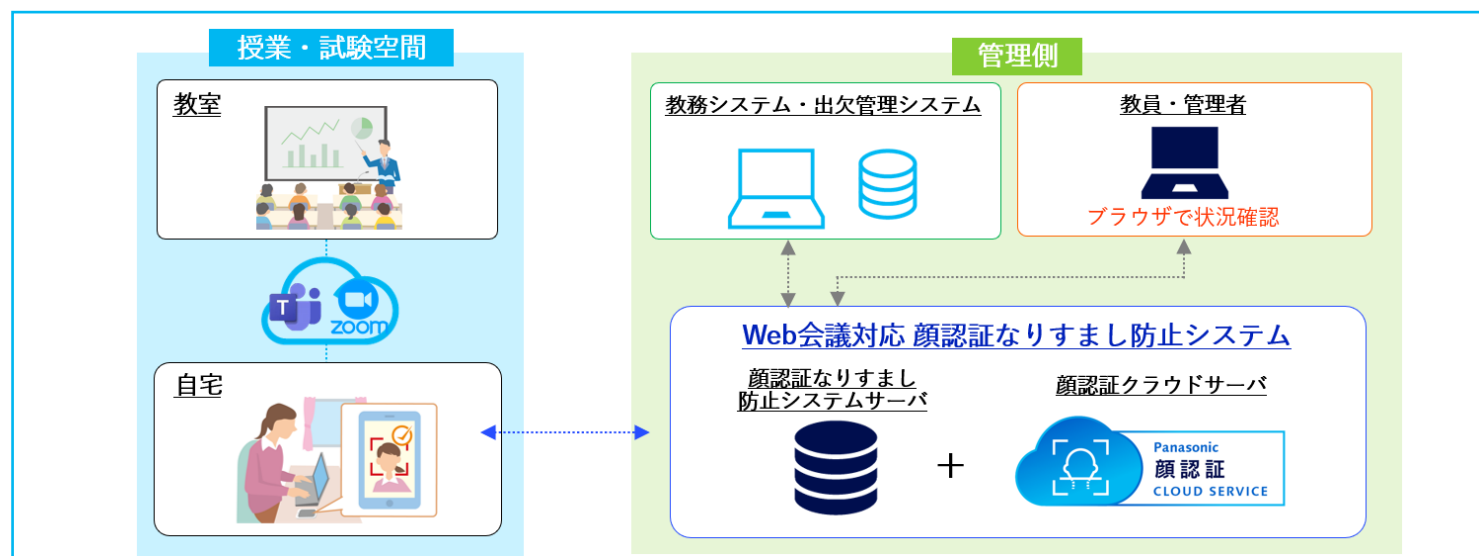 授業・試験空間
教室
T
zoom
自宅
管理側
教務システム・出欠管理システム
教員・管理者
ブラウザで状況確認
Web会議対応 顔認証なりすまし防止システム
顔認証なりすまし
防止システムサーバ
+
顔認証クラウドサーバ
Panasonic
顔認証
CLOUD SERVICE